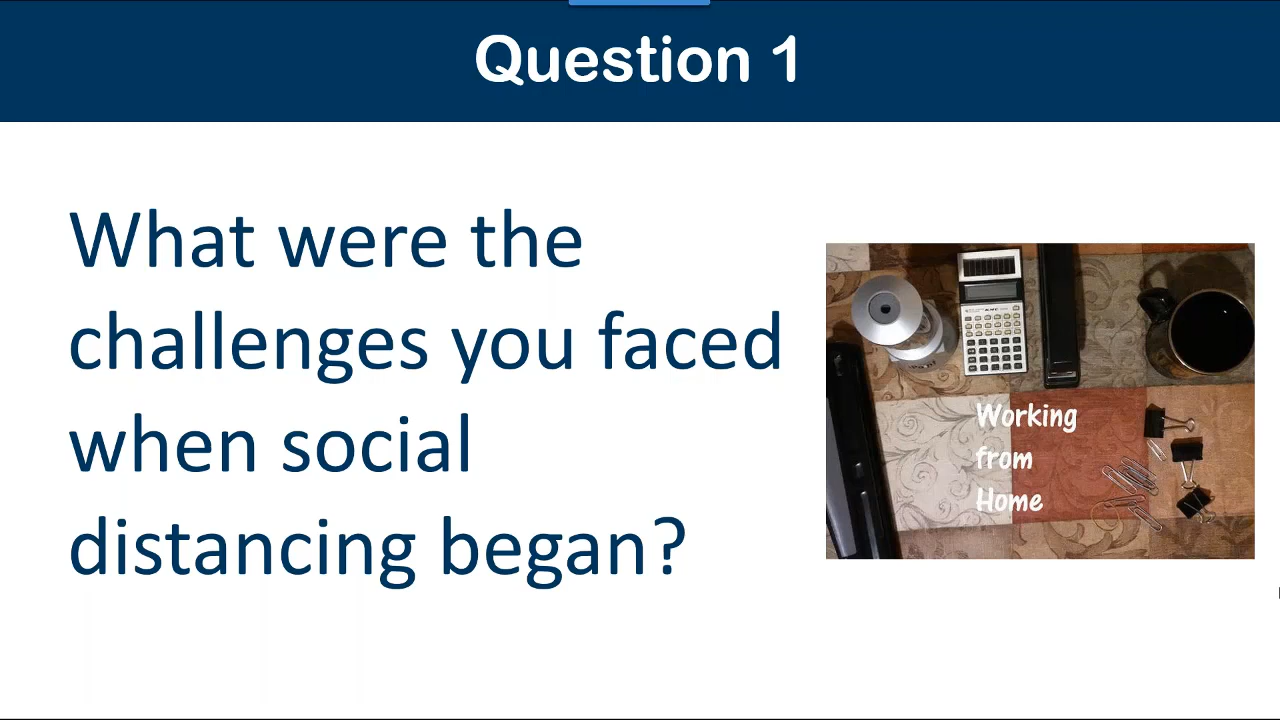 Question 1
What were the
challenges you faced
when social
distancing began?
Working
from
Home